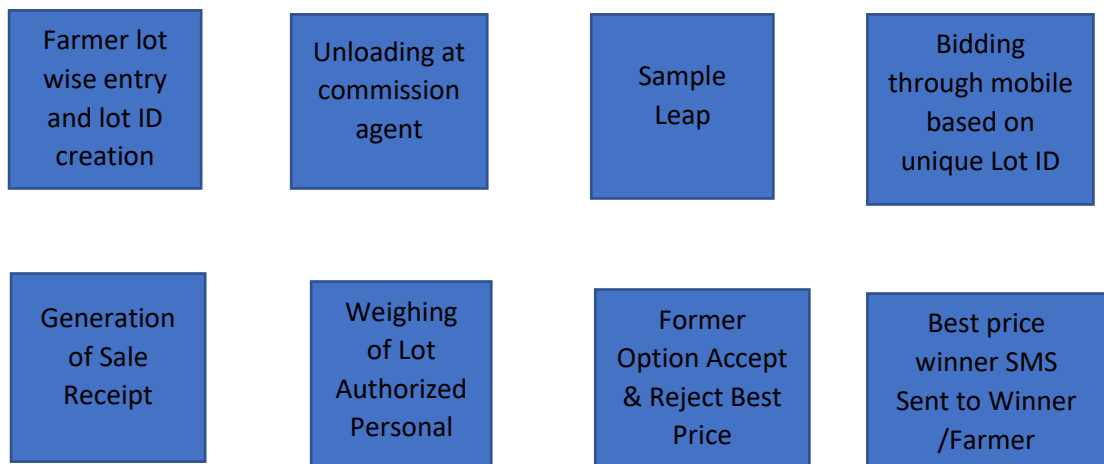 Farmer lot
wise entry
and lot ID
creation
Unloading at
commission
agent
Sample
Leap
Bidding
through mobile
based on
unique Lot ID
Generation
of Sale
Receipt
Weighing
of Lot
Authorized
Personal
Former
Option Accept
& Reject Best
Price
Best price
winner SMS
Sent to Winner
/Farmer